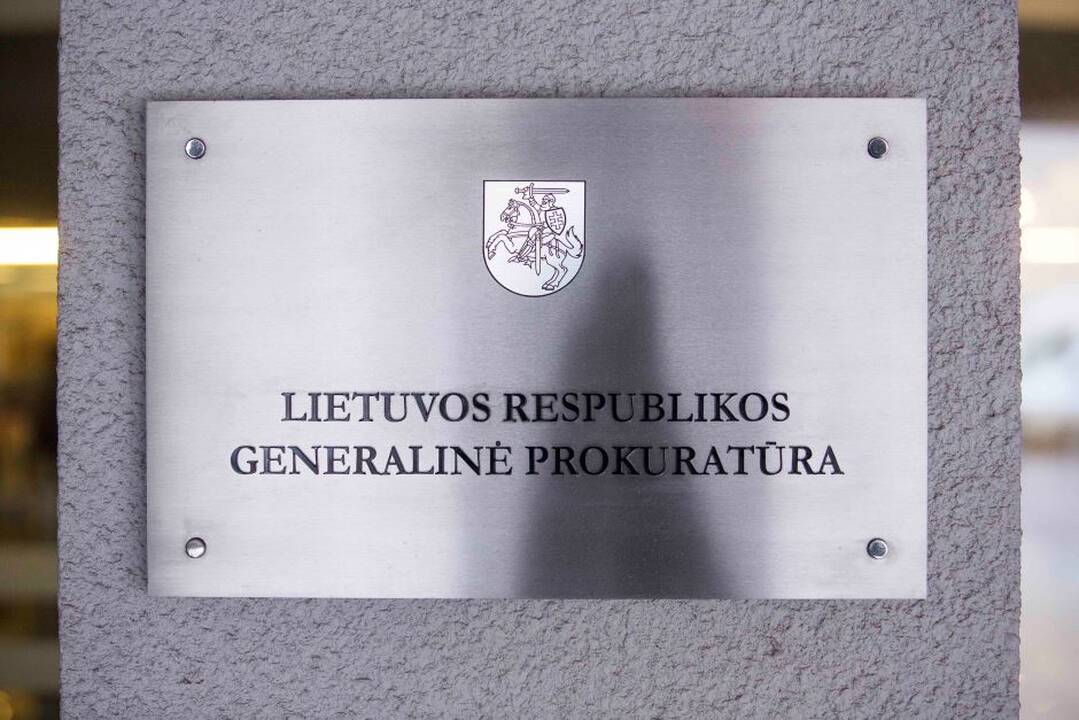 LIETUVOS RESPUBLIKOS
GENERALINĖ PROKURATŪRA